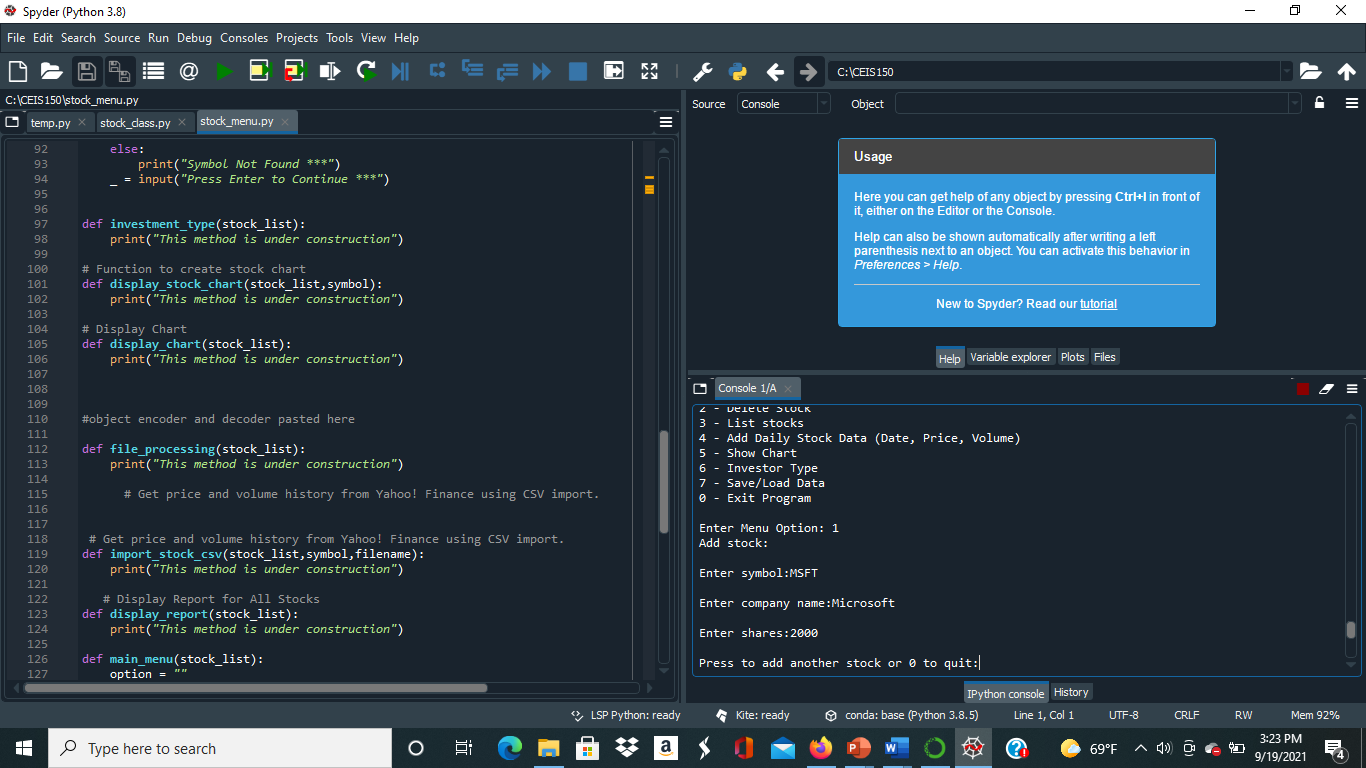 Spyder (Python 3.8)
File Edit Search Source Run Debug Consoles Projects Tools View Help
C:\CEIS150
C:\CEIS150\stock_menu.py
temp.py stock_class.py stock_menu.py
92 else:
93 print("Symbol Not Found ***")
94 _ = input("Press Enter to Continue ***")
95
96
97 def investment_type(stock_list):
98 print("This method is under construction")
99
100 # Function to create stock chart
101 def display_stock_chart(stock_list,symbol):
102 print("This method is under construction")
103
104 # Display Chart
105 def display_chart(stock_list):
106 print("This method is under construction")
107
108
109
110 #object encoder and decoder pasted here
111
112 def file_processing(stock_list):
113 print("This method is under construction")
114
115 # Get price and volume history from Yahoo! Finance using CSV import.
116
117
118 # Get price and volume history from Yahoo! Finance using CSV import.
119 def import_stock_csv(stock_list,symbol,filename):
120 print("This method is under construction")
121
122 # Display Report for All Stocks
123 def display_report(stock_list):
124 print("This method is under construction")
125
126 def main_menu(stock_list):
127 option = ""
Source Console Object
Usage
Here you can get help of any object by pressing Ctrl+I in front of
it, either on the Editor or the Console.
Help can also be shown automatically after writing a left
parenthesis next to an object. You can activate this behavior in
Preferences > Help.
New to Spyder? Read our tutorial
Help Variable explorer Plots Files
Console 1/A
2 - Delete Stock
3 - List stocks
4 - Add Daily Stock Data (Date, Price, Volume)
5 - Show Chart
6 - Investor Type
7 - Save/Load Data
0 - Exit Program
Enter Menu Option: 1
Add stock:
Enter symbol:MSFT
Enter company name:Microsoft
Enter shares:2000
Press to add another stock or 0 to quit:
IPython console History
LSP Python: ready Kite: ready conda: base (Python 3.8.5) Line 1, Col 1 UTF-8 CRLF RW Mem 92%
Type here to search
69°F
3:23 PM
9/19/2021
4